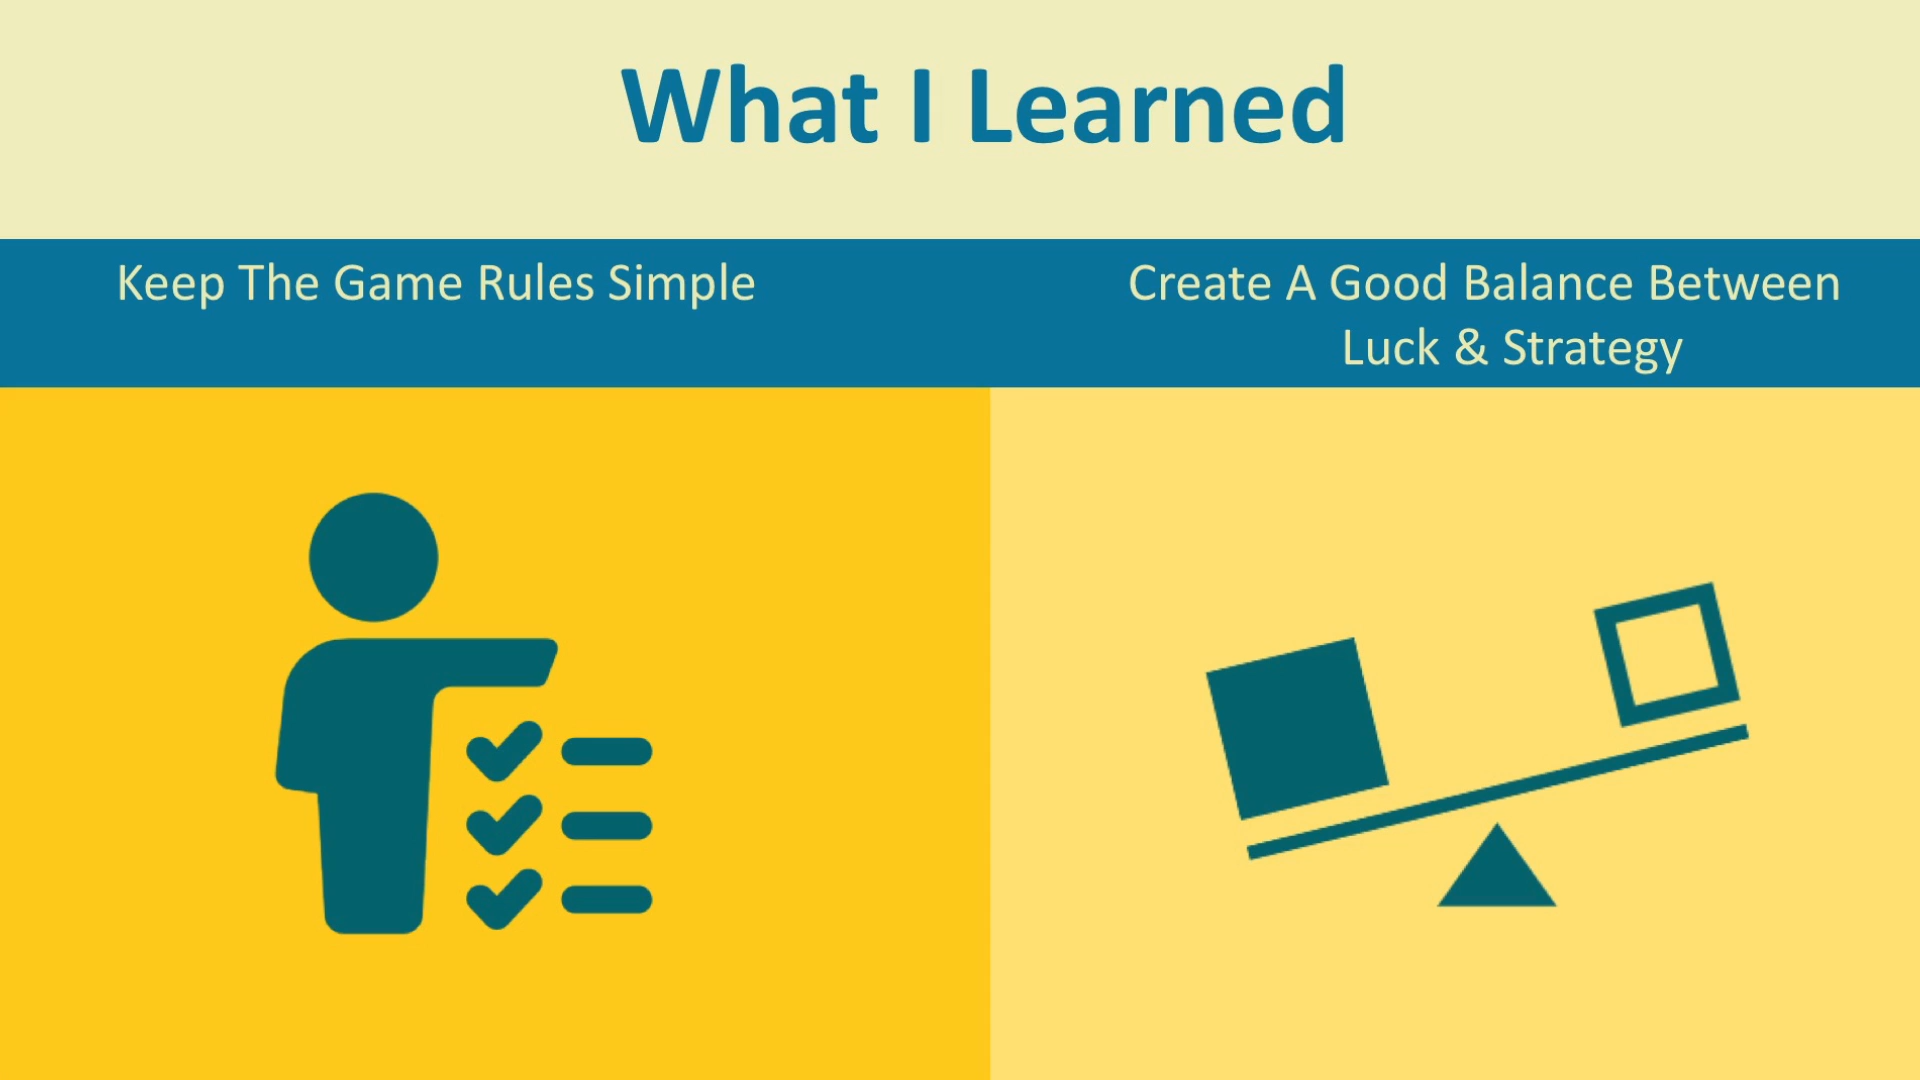 What I Learned
Keep The Game Rules Simple
Create A Good Balance Between
Luck & Strategy